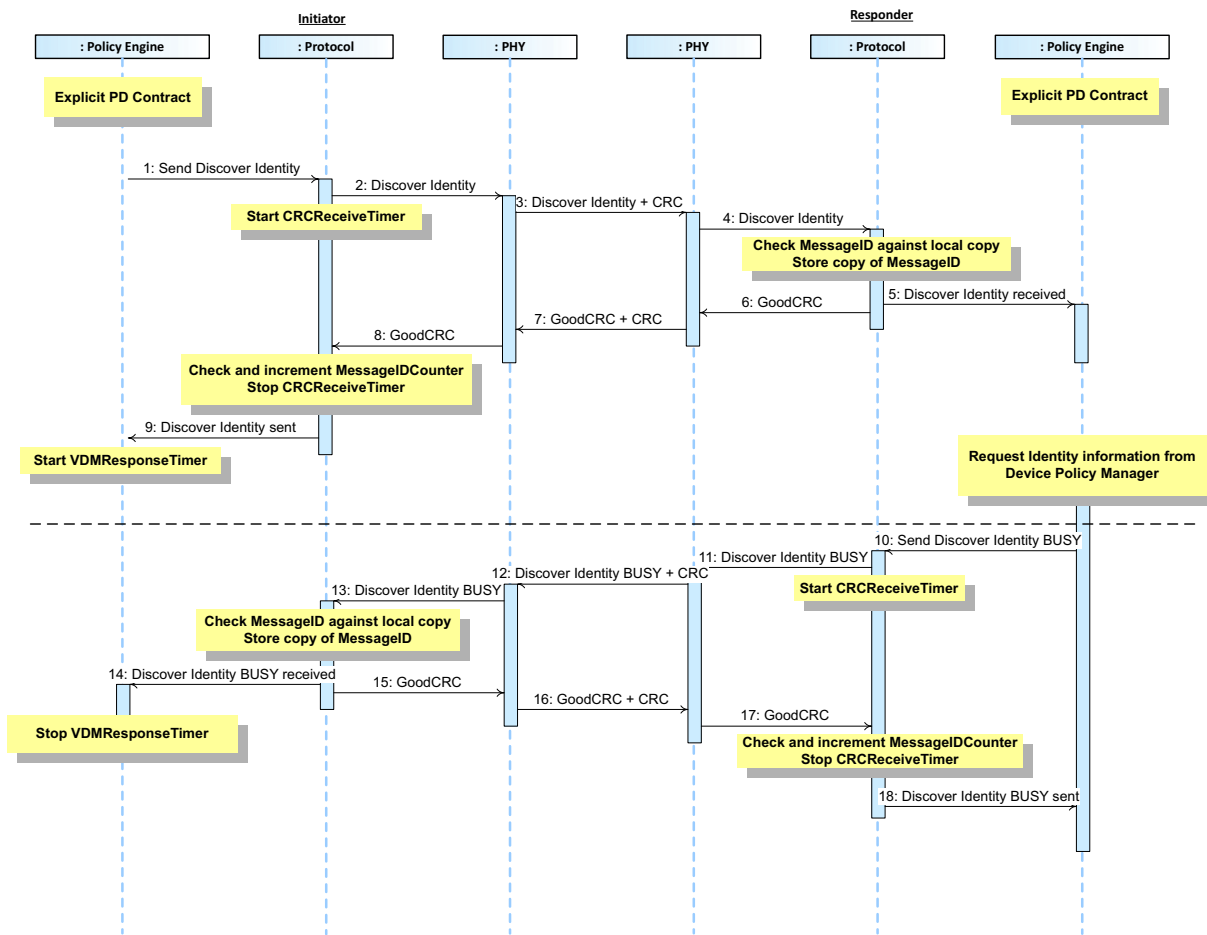 Initiator
Responder
: Policy Engine
: Protocol
: PHY
: PHY
: Protocol
: Policy Engine
Explicit PD Contract
Explicit PD Contract
1: Send Discover Identity
2: Discover Identity
3: Discover Identity + CRC
Start CRCReceiveTimer
4: Discover Identity
Check MessageID against local copy
Store copy of MessageID
5: Discover Identity received
6: GoodCRC
7: GoodCRC + CRC
8: GoodCRC
Check and increment MessageIDCounter
Stop CRCReceiveTimer
9: Discover Identity sent
Start VDMResponseTimer
Request Identity information from
Device Policy Manager
10: Send Discover Identity BUSY
11: Discover Identity BUSY
12: Discover Identity BUSY + CRC
Start CRCReceiveTimer
13: Discover Identity BUSY
Check MessageID against local copy
Store copy of MessageID
14: Discover Identity BUSY received
15: GoodCRC
16: GoodCRC + CRC
17: GoodCRC
Stop VDMResponseTimer
Check and increment MessageIDCounter
Stop CRCReceiveTimer
18: Discover Identity BUSY sent